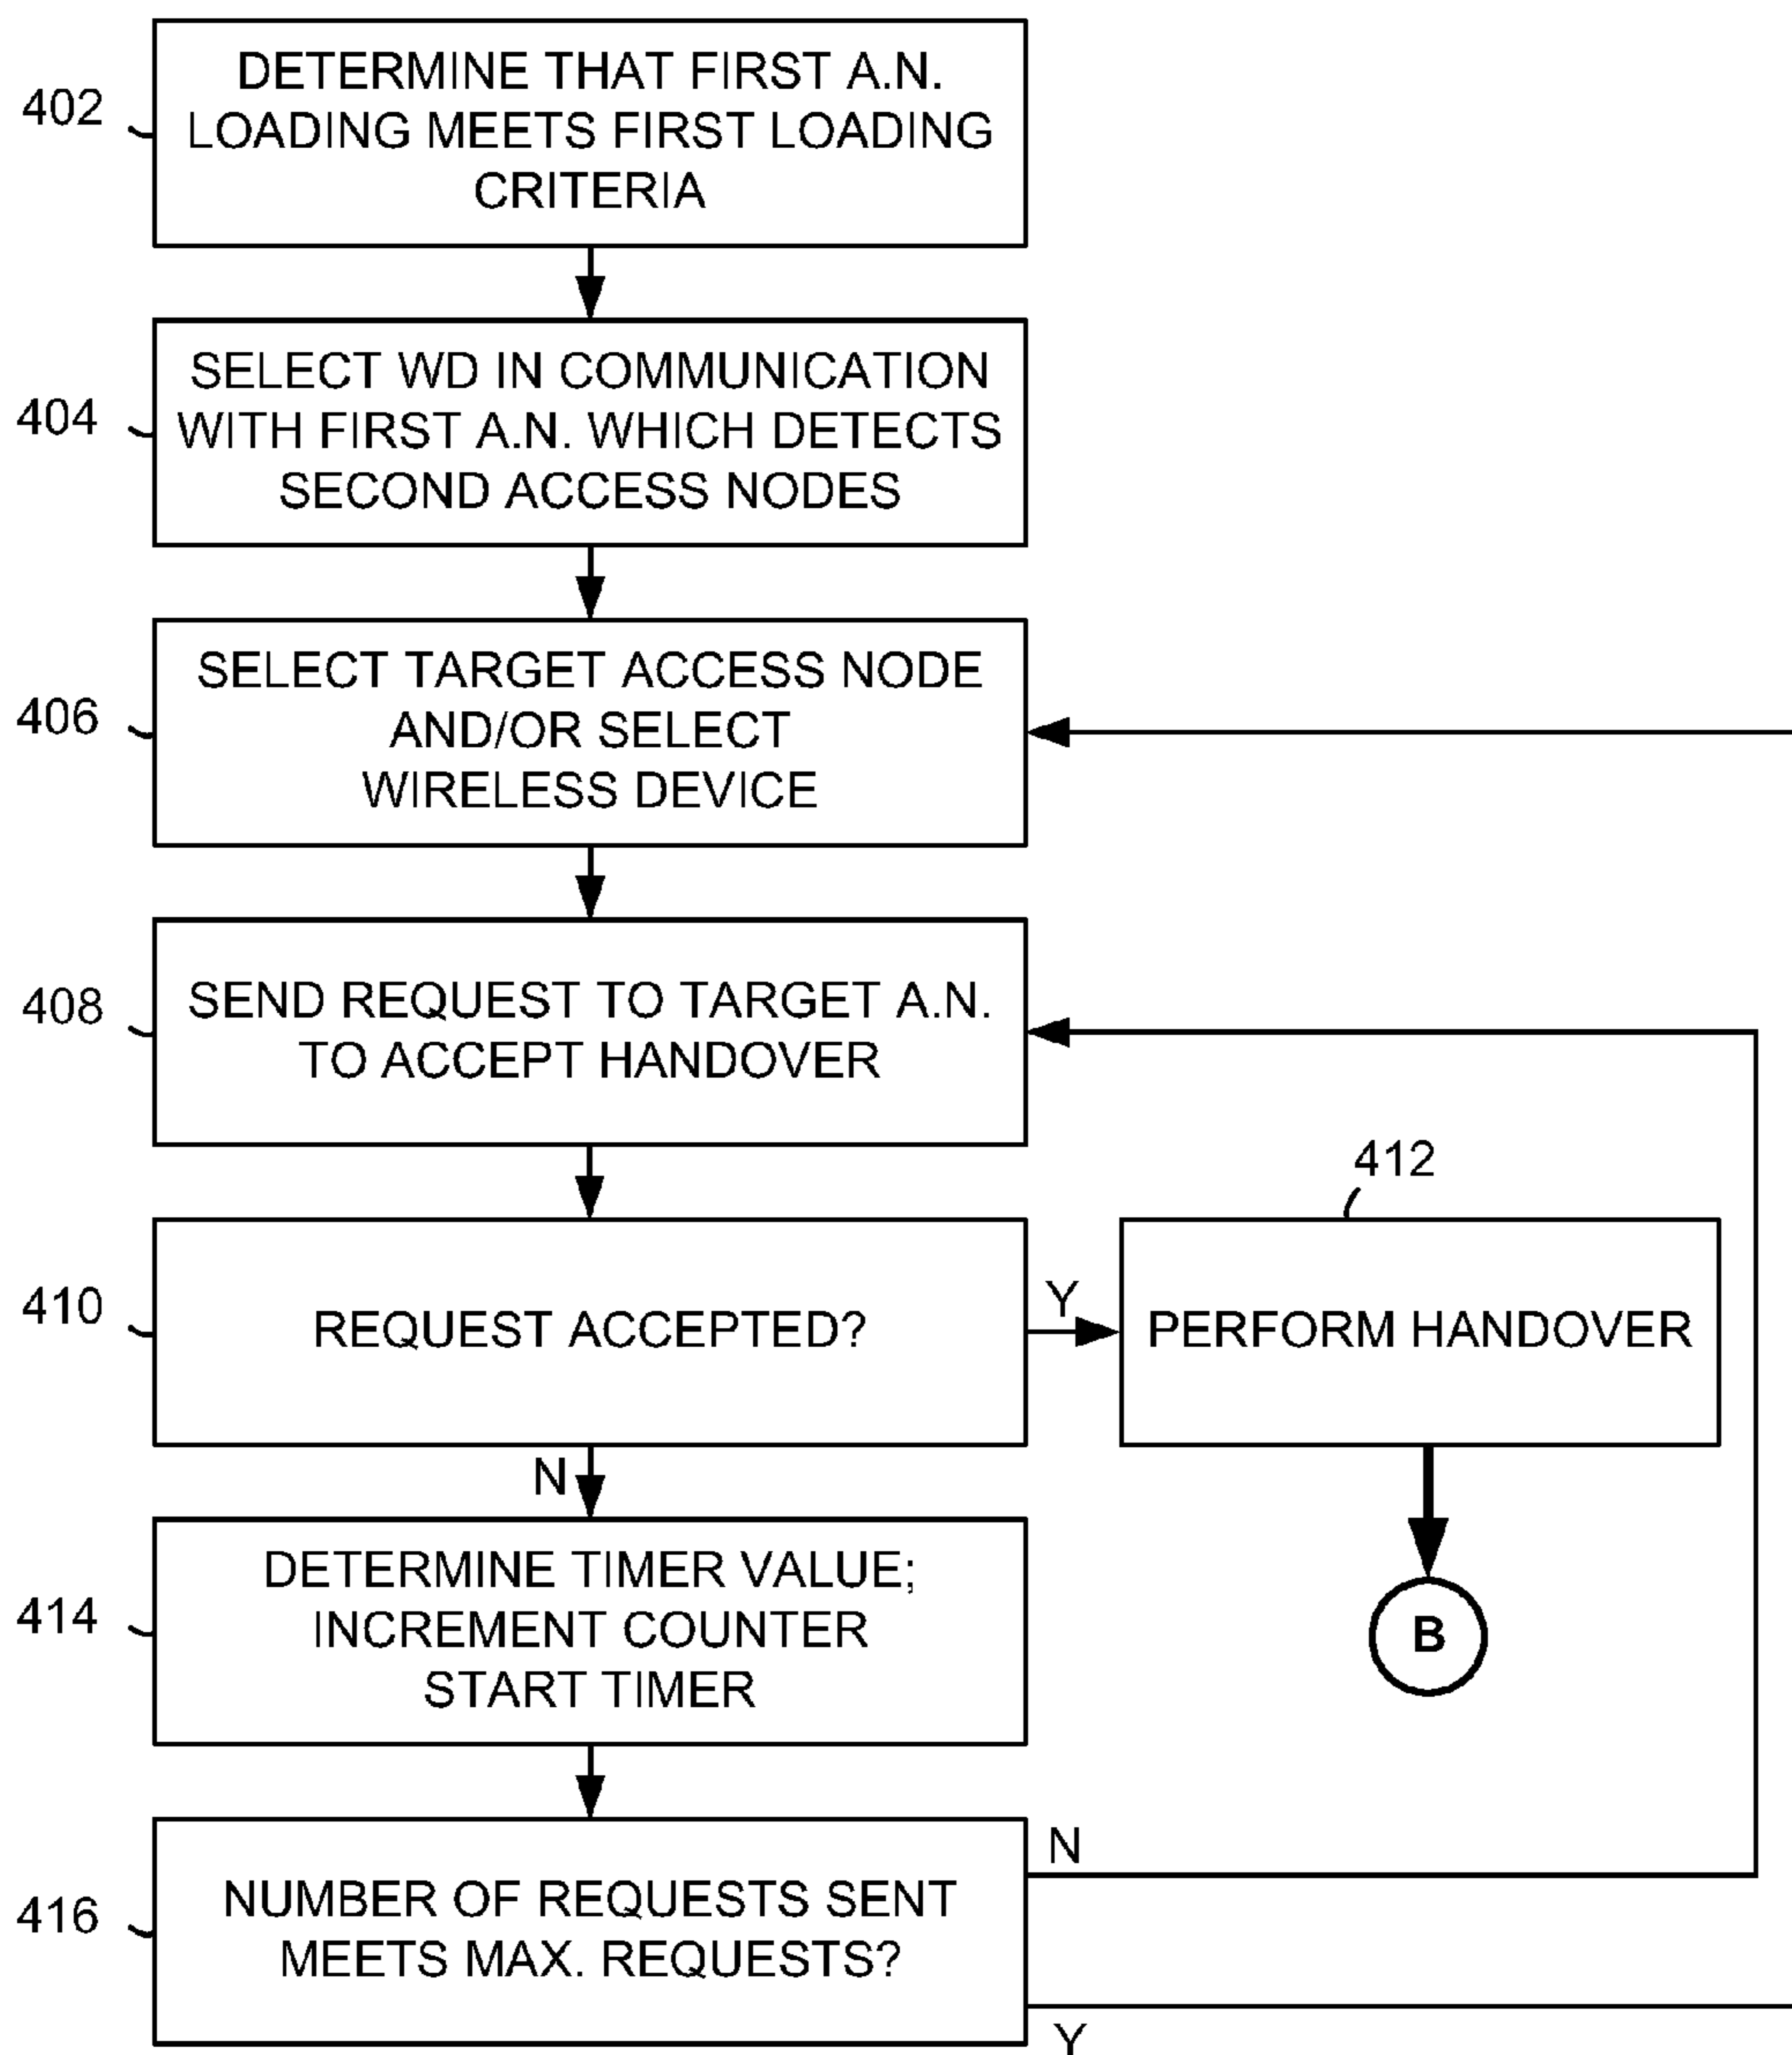 402
DETERMINE THAT FIRST A.N.
LOADING MEETS FIRST LOADING
CRITERIA
404
SELECT WD IN COMMUNICATION
WITH FIRST A.N. WHICH DETECTS
SECOND ACCESS NODES
406
SELECT TARGET ACCESS NODE
AND/OR SELECT
WIRELESS DEVICE
408
SEND REQUEST TO TARGET A.N.
TO ACCEPT HANDOVER
410
REQUEST ACCEPTED?
Y
412
PERFORM HANDOVER
N
B
414
DETERMINE TIMER VALUE;
INCREMENT COUNTER
START TIMER
416
NUMBER OF REQUESTS SENT
MEETS MAX. REQUESTS?
N
Y